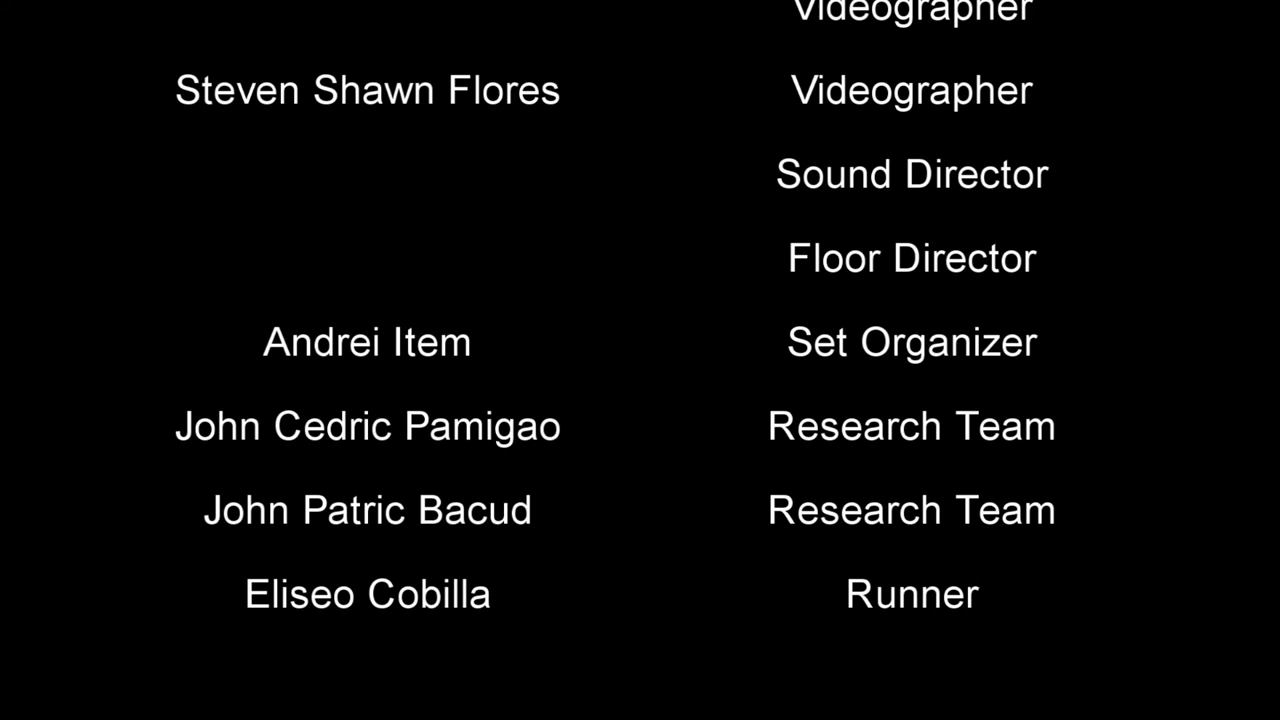 Videographer
Steven Shawn Flores Videographer
Sound Director
Floor Director
Andrei Item Set Organizer
John Cedric Pamigao Research Team
John Patric Bacud Research Team
Eliseo Cobilla Runner